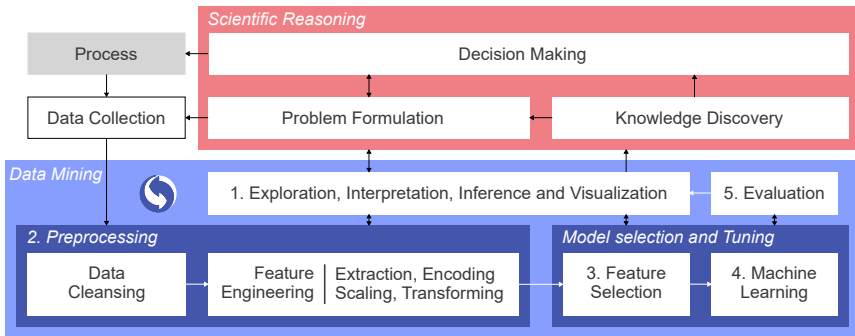 Scientific Reasoning
Process
Decision Making
Data Collection
Problem Formulation
Knowledge Discovery
Data Mining
1. Exploration, Interpretation, Inference and Visualization
5. Evaluation
2. Preprocessing
Model selection and Tuning
Data
Cleansing
Feature
Engineering
Extraction, Encoding
Scaling, Transforming
3. Feature
Selection
4. Machine
Learning